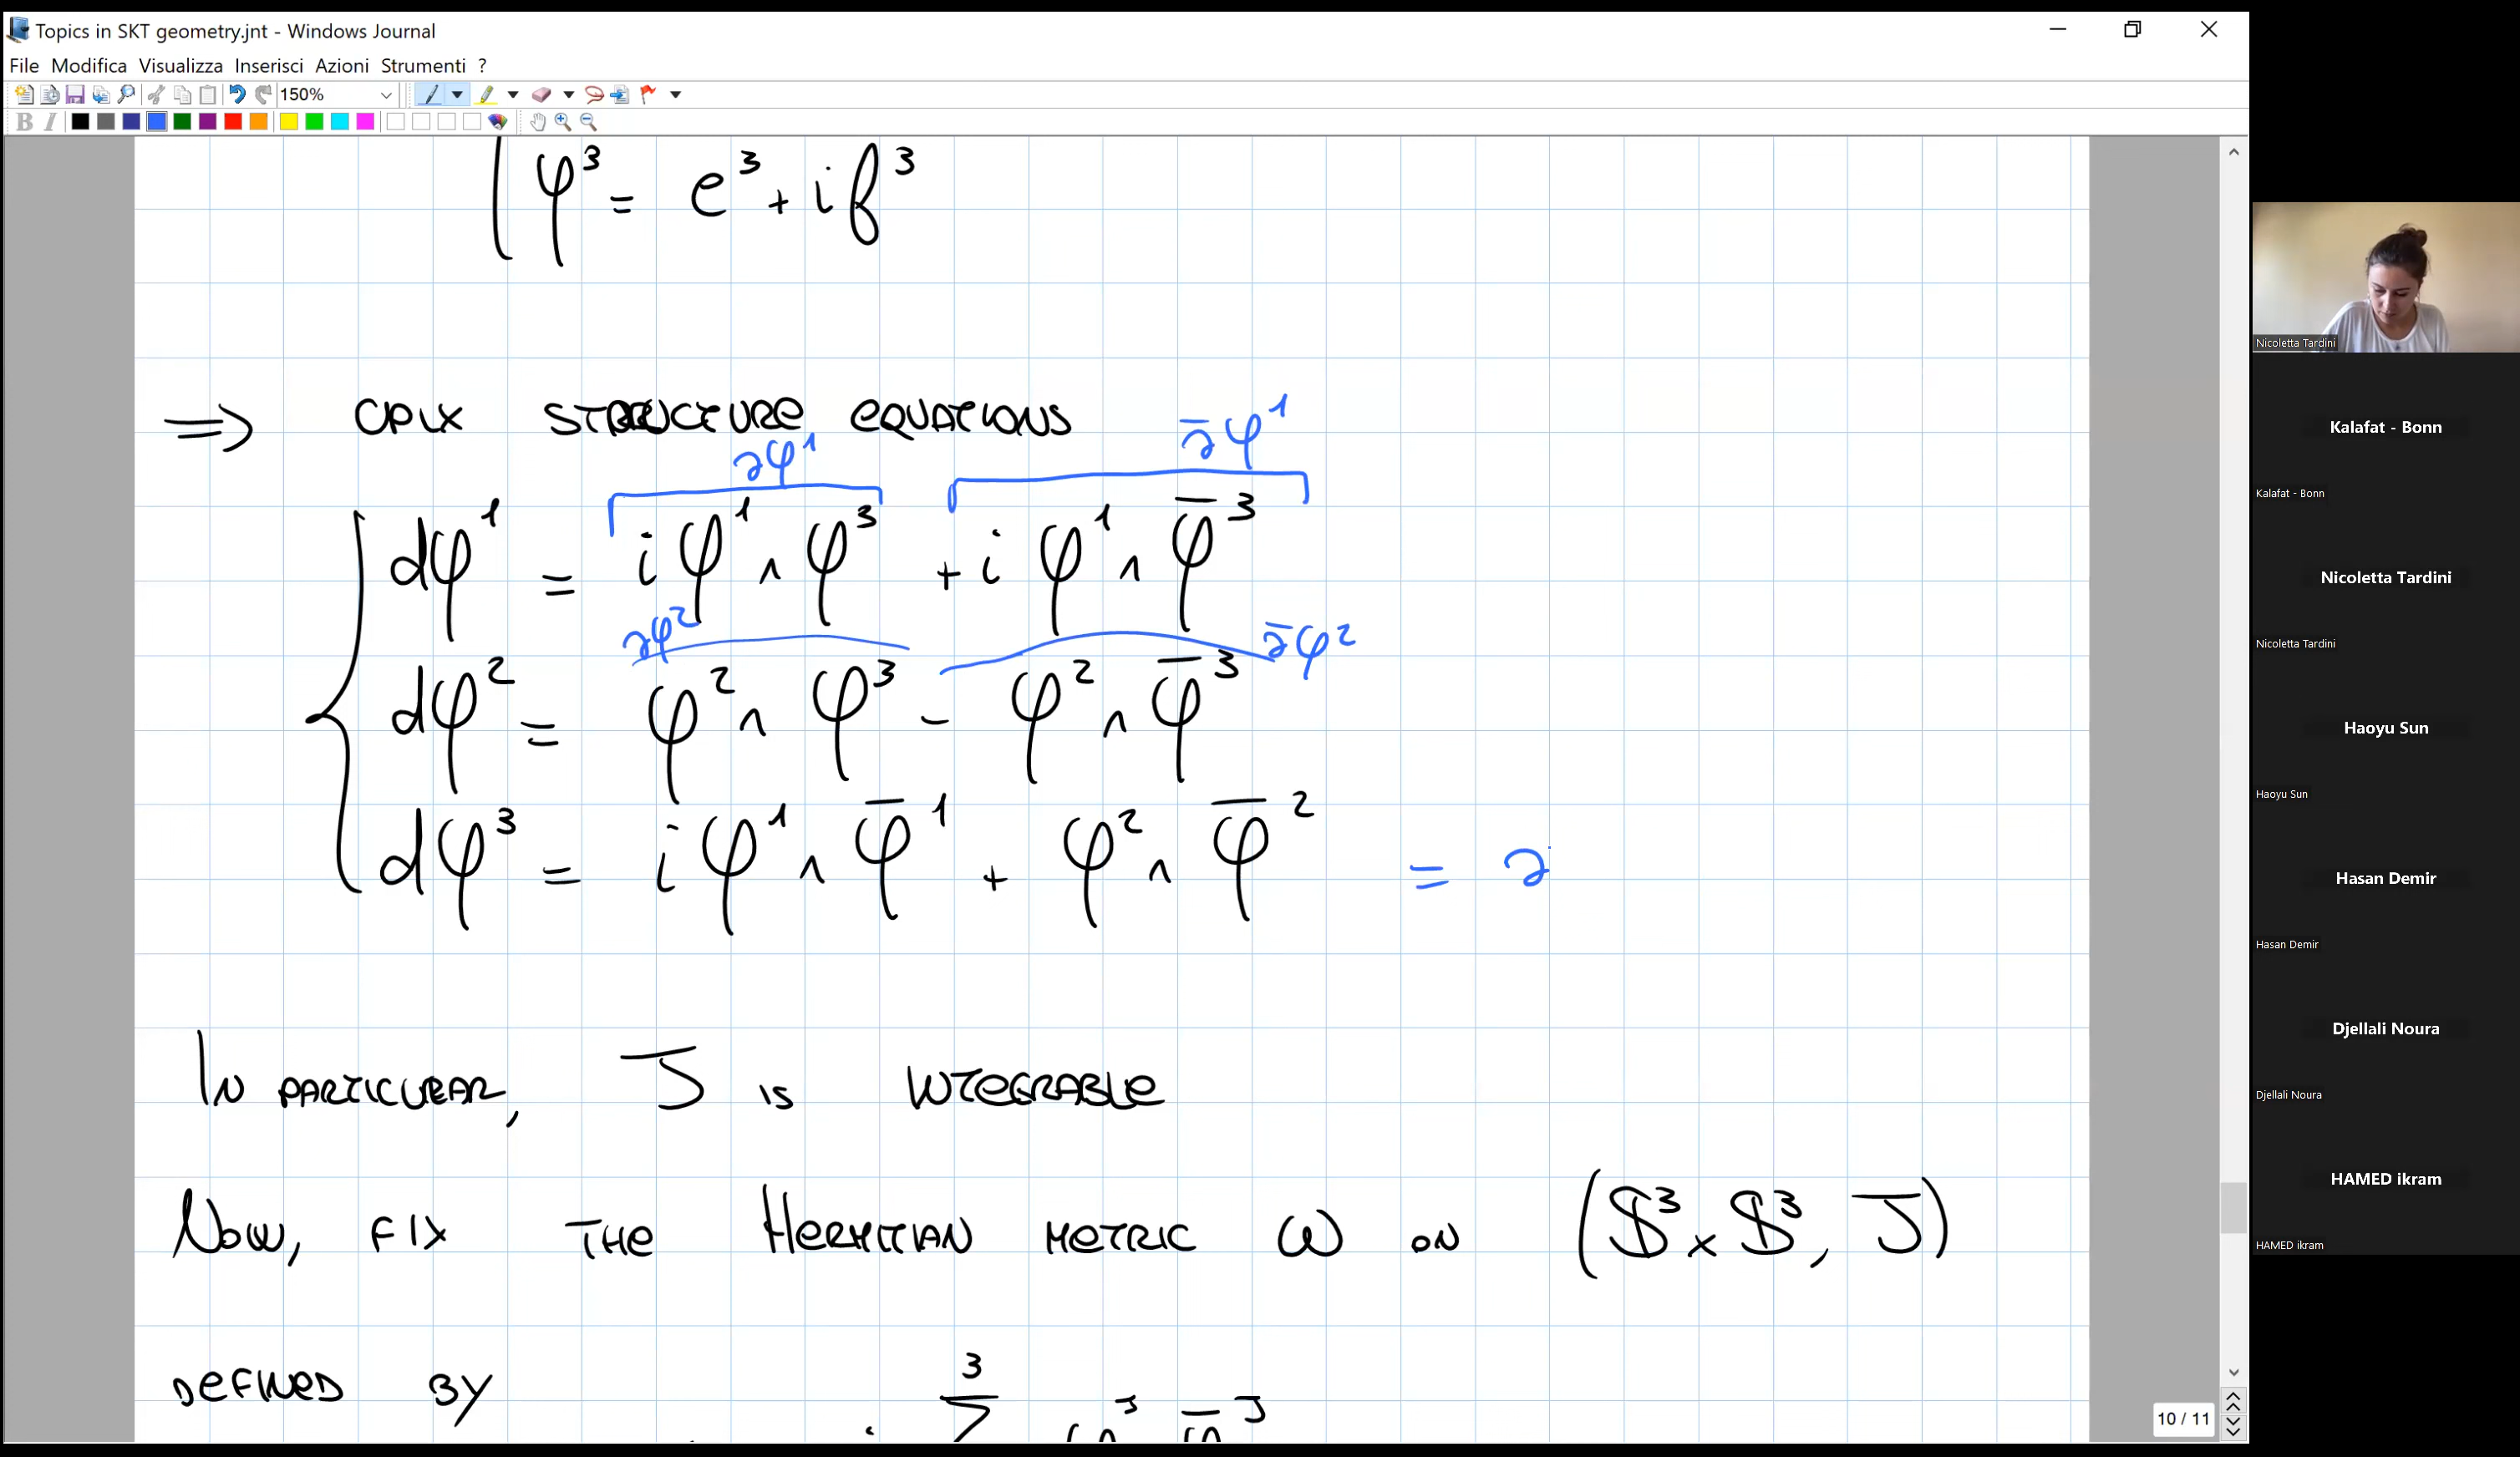 Topics in SKT geometry.jnt - Windows Journal
File Modifica Visualizza Inserisci Azioni Strumenti ?
150%
B I
φ³ = e³ + i f³
⇒ CPLX STRUCTURE EQUATIONS
∂φ¹ ∂̄φ¹
dφ¹ = i φ¹ ∧ φ³ + i φ¹ ∧ φ̄³
∂φ² ∂̄φ²
dφ² = φ² ∧ φ³ - φ² ∧ φ̄³
dφ³ = i φ¹ ∧ φ̄¹ + φ² ∧ φ̄² = ∂
IN PARTICULAR, J IS INTEGRABLE
NOW, FIX THE HERMITIAN METRIC ω ON (S³ × S³, J)
DEFINED BY
3
Σ φᴶ φ̄ᴶ
10 / 11
Nicoletta Tardini
Kalafat - Bonn
Kalafat - Bonn
Nicoletta Tardini
Nicoletta Tardini
Haoyu Sun
Haoyu Sun
Hasan Demir
Hasan Demir
Djellali Noura
Djellali Noura
HAMED ikram
HAMED ikram